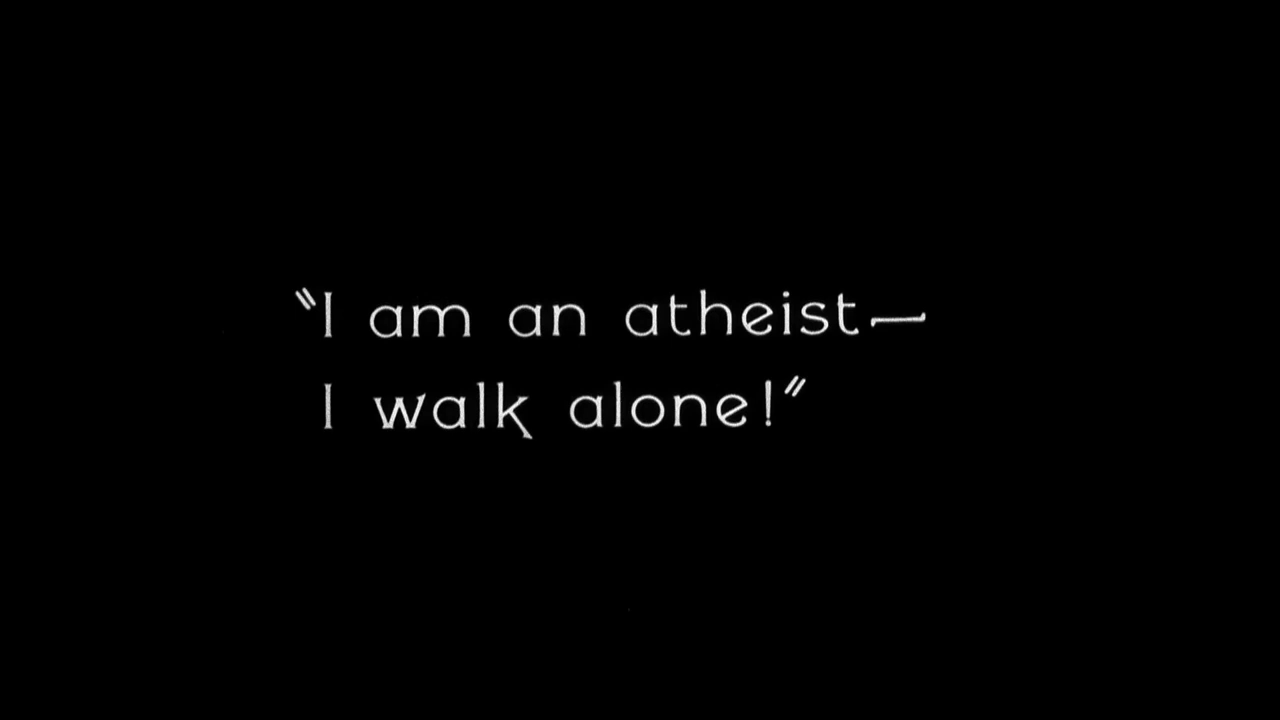 “I am an atheist—
I walk alone!”